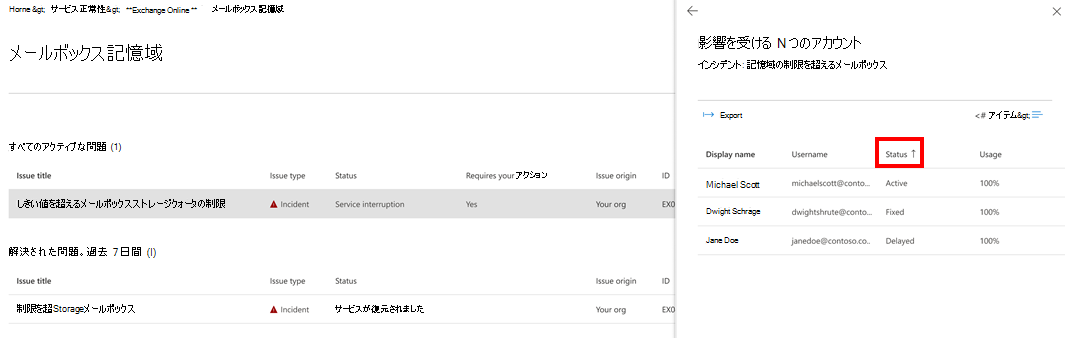 Home &gt; サービス正常性&gt; **Exchange Online ** メールボックス記憶域
メールボックス記憶域
すべてのアクティブな問題 (1)
Issue title Issue type Status Requires your アクション Issue origin ID
しきい値を超えるメールボックスストレージクォータの制限 Incident Service interruption Yes Your org EX0
解決された問題。過去 7日間 (I)
Issue title Issue type Status Issue origin ID
制限を超Storageメールボックス Incident サービスが復元されました Your org EX0
影響を受ける Nつのアカウント
インシデント: 記憶域の制限を超えるメールボックス
Export <# アイテム&gt;
Display name Username Status ↑ Usage
Michael Scott michaelscott@conto... Active 100%
Dwight Schrage dwightshrute@conto... Fixed 100%
Jane Doe janedoe@contoso.co.. Delayed 100%